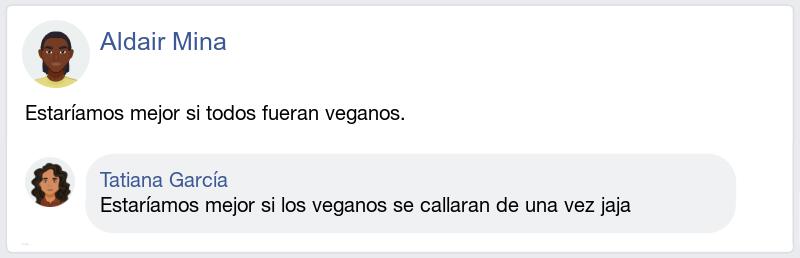 Aldair Mina
Estaríamos mejor si todos fueran veganos.
Tatiana García
Estaríamos mejor si los veganos se callaran de una vez jaja